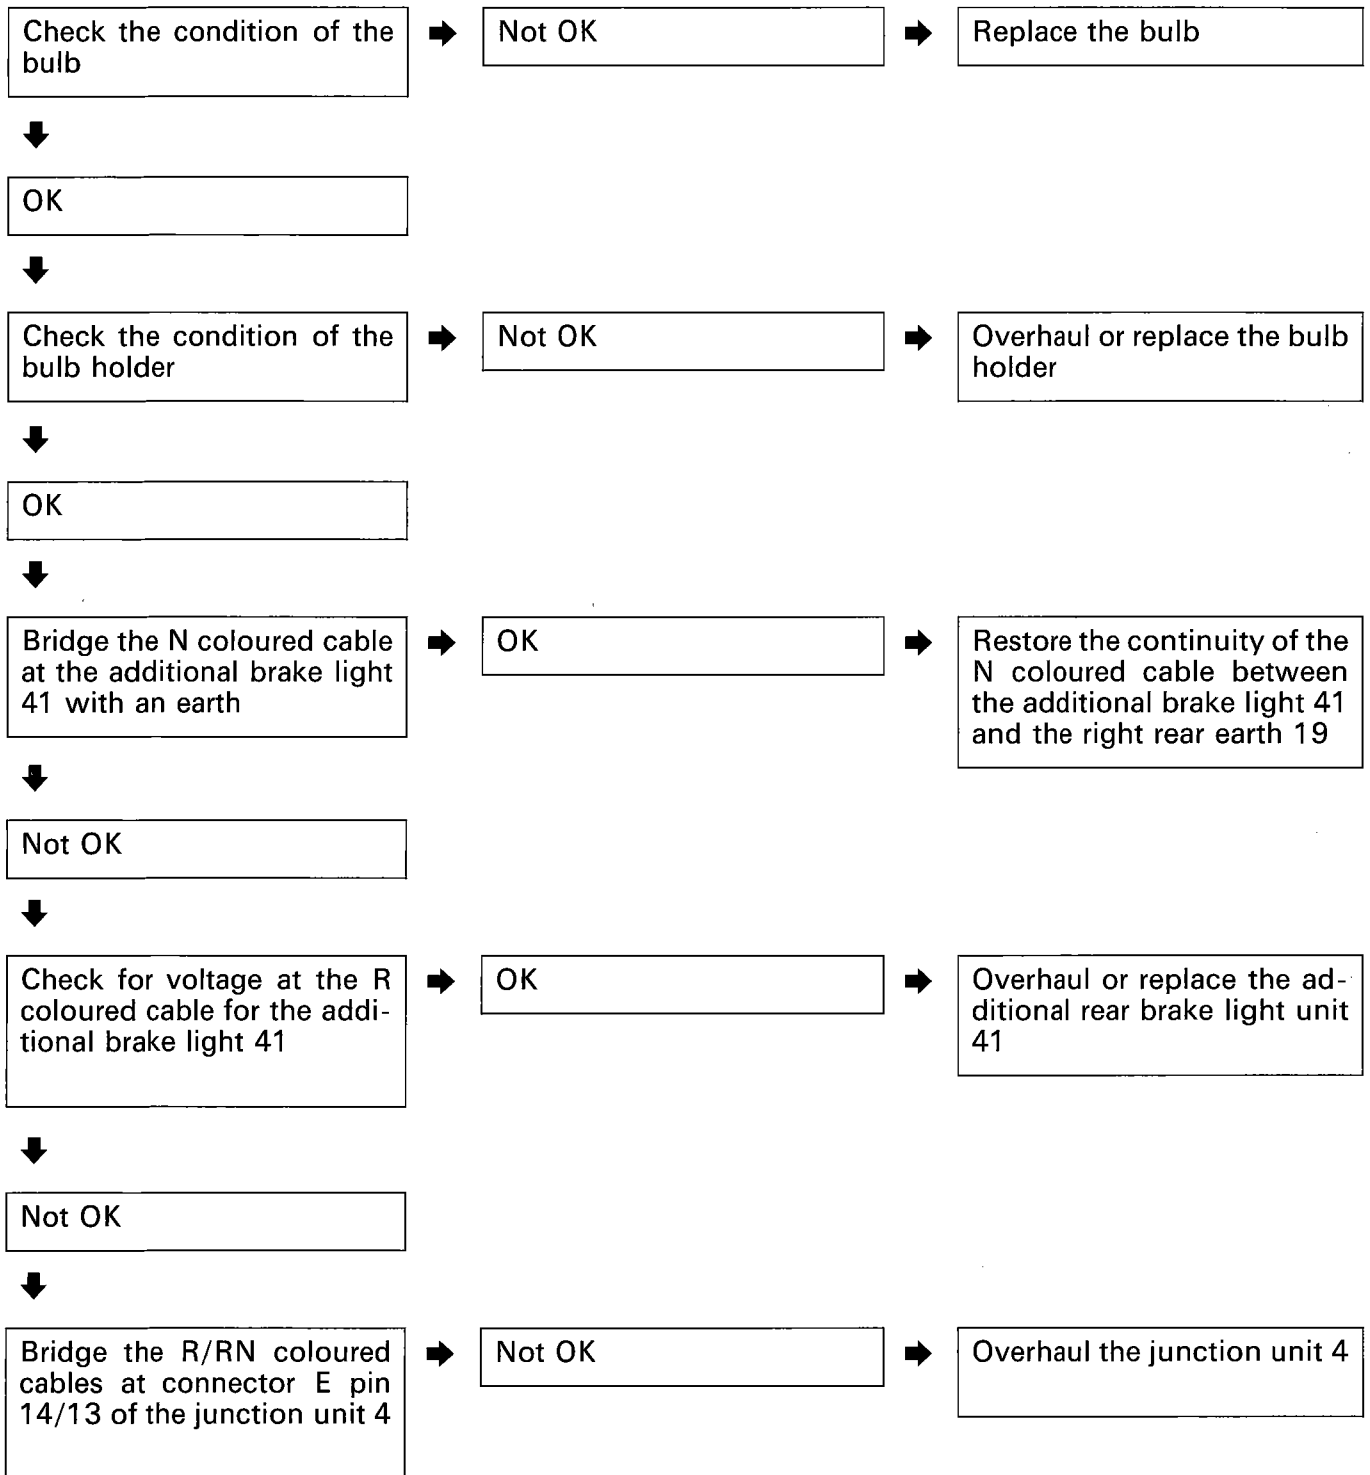 Check the condition of the
bulb
Not OK
Replace the bulb
OK
Check the condition of the
bulb holder
Not OK
Overhaul or replace the bulb
holder
OK
Bridge the N coloured cable
at the additional brake light
41 with an earth
OK
Restore the continuity of the
N coloured cable between
the additional brake light 41
and the right rear earth 19
Not OK
Check for voltage at the R
coloured cable for the addi-
tional brake light 41
OK
Overhaul or replace the ad-
ditional rear brake light unit
41
Not OK
Bridge the R/RN coloured
cables at connector E pin
14/13 of the junction unit 4
Not OK
Overhaul the junction unit 4